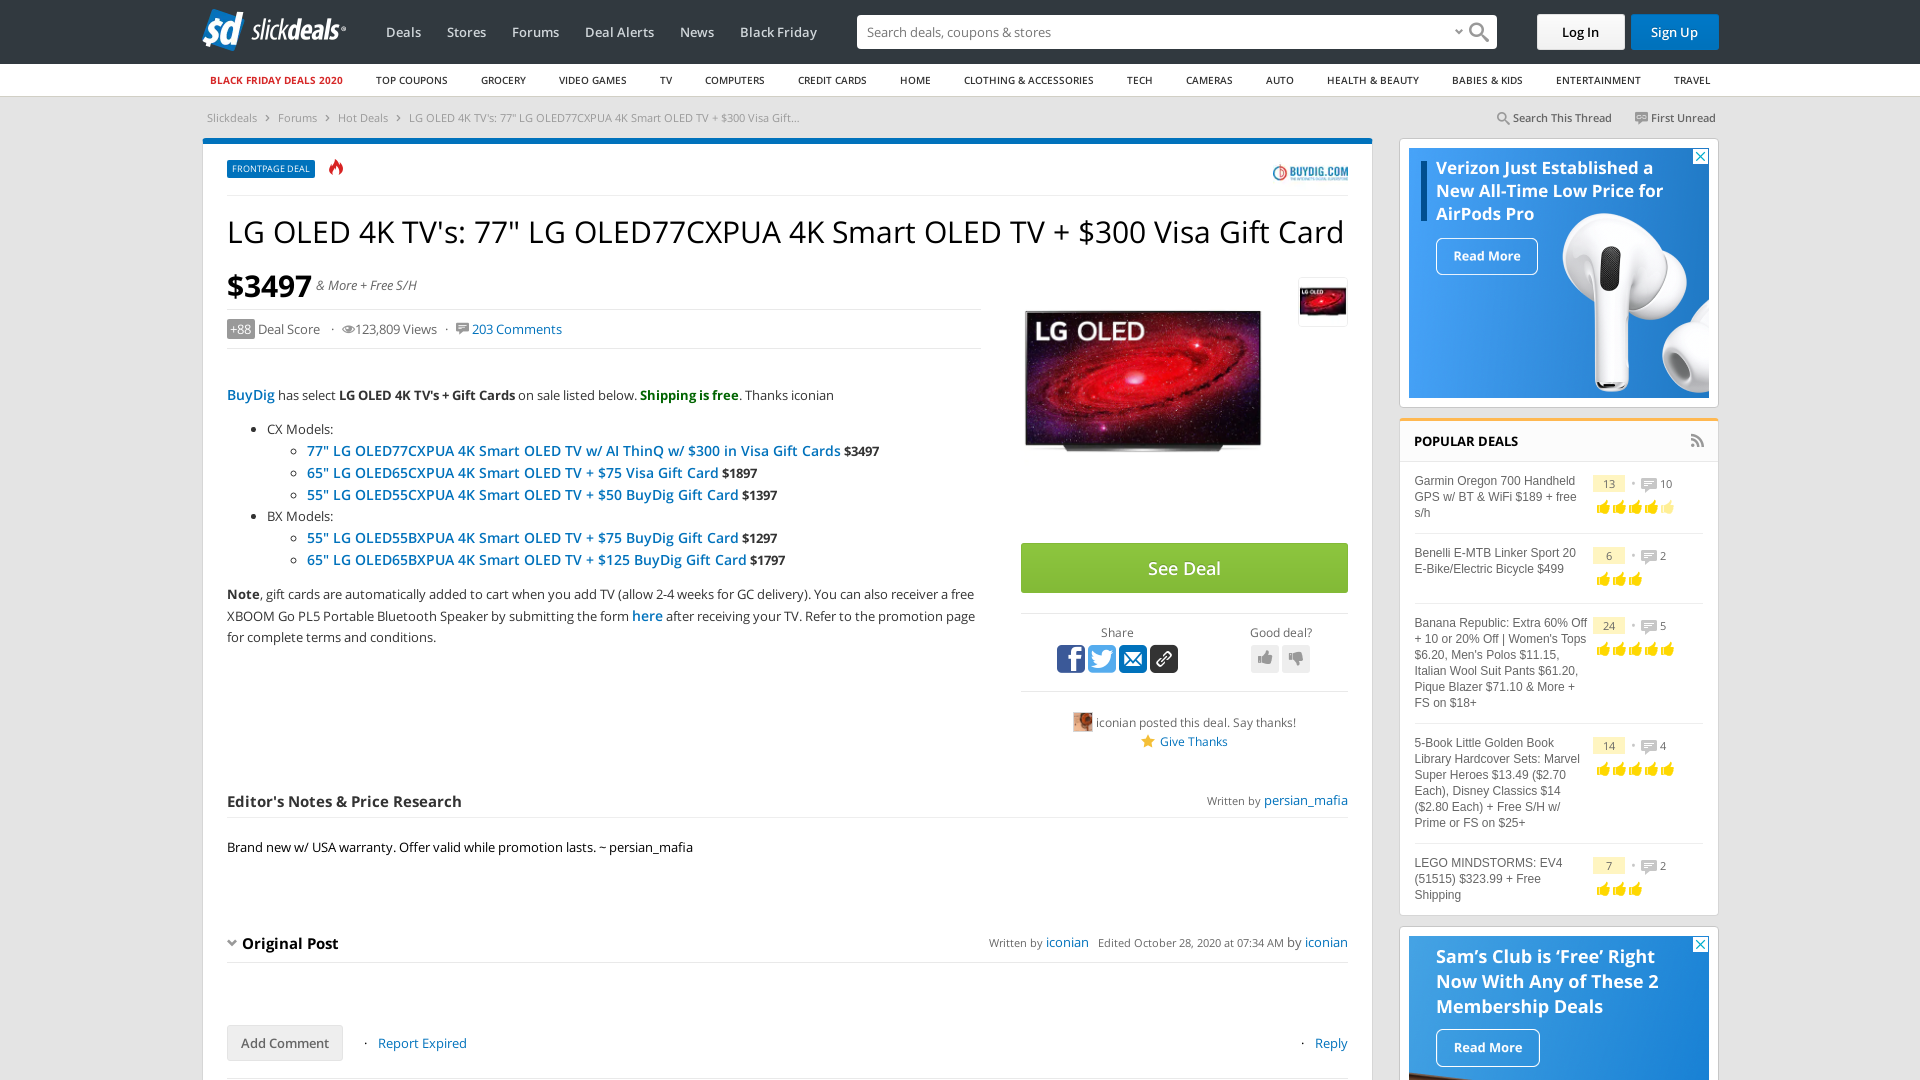 sd slickdeals
Deals
Stores
Forums
Deal Alerts
News
Black Friday
Search deals, coupons & stores
Log In
Sign Up
BLACK FRIDAY DEALS 2020
TOP COUPONS
GROCERY
VIDEO GAMES
TV
COMPUTERS
CREDIT CARDS
HOME
CLOTHING & ACCESSORIES
TECH
CAMERAS
AUTO
HEALTH & BEAUTY
BABIES & KIDS
ENTERTAINMENT
TRAVEL
Slickdeals > Forums > Hot Deals > LG OLED 4K TV's: 77" LG OLED77CXPUA 4K Smart OLED TV + $300 Visa Gift...
Search This Thread
First Unread
FRONTPAGE DEAL
BUYDIG.COM
LG OLED 4K TV's: 77" LG OLED77CXPUA 4K Smart OLED TV + $300 Visa Gift Card
$3497 & More + Free S/H
+88 Deal Score · 123,809 Views · 203 Comments
LG OLED
LG OLED
BuyDig has select LG OLED 4K TV's + Gift Cards on sale listed below. Shipping is free. Thanks iconian
CX Models:
77" LG OLED77CXPUA 4K Smart OLED TV w/ AI ThinQ w/ $300 in Visa Gift Cards $3497
65" LG OLED65CXPUA 4K Smart OLED TV + $75 Visa Gift Card $1897
55" LG OLED55CXPUA 4K Smart OLED TV + $50 BuyDig Gift Card $1397
BX Models:
55" LG OLED55BXPUA 4K Smart OLED TV + $75 BuyDig Gift Card $1297
65" LG OLED65BXPUA 4K Smart OLED TV + $125 BuyDig Gift Card $1797
Note, gift cards are automatically added to cart when you add TV (allow 2-4 weeks for GC delivery). You can also receiver a free
XBOOM Go PL5 Portable Bluetooth Speaker by submitting the form here after receiving your TV. Refer to the promotion page
for complete terms and conditions.
See Deal
Share
Good deal?
iconian posted this deal. Say thanks!
Give Thanks
Editor's Notes & Price Research
Written by persian_mafia
Brand new w/ USA warranty. Offer valid while promotion lasts. ~ persian_mafia
Original Post
Written by iconian Edited October 28, 2020 at 07:34 AM by iconian
Add Comment
· Report Expired
· Reply
Verizon Just Established a
New All-Time Low Price for
AirPods Pro
Read More
POPULAR DEALS
Garmin Oregon 700 Handheld
GPS w/ BT & WiFi $189 + free
s/h
13 • 10
Benelli E-MTB Linker Sport 20
E-Bike/Electric Bicycle $499
6 • 2
Banana Republic: Extra 60% Off
+ 10 or 20% Off | Women's Tops
$6.20, Men's Polos $11.15,
Italian Wool Suit Pants $61.20,
Pique Blazer $71.10 & More +
FS on $18+
24 • 5
5-Book Little Golden Book
Library Hardcover Sets: Marvel
Super Heroes $13.49 ($2.70
Each), Disney Classics $14
($2.80 Each) + Free S/H w/
Prime or FS on $25+
14 • 4
LEGO MINDSTORMS: EV4
(51515) $323.99 + Free
Shipping
7 • 2
Sam's Club is 'Free' Right
Now With Any of These 2
Membership Deals
Read More